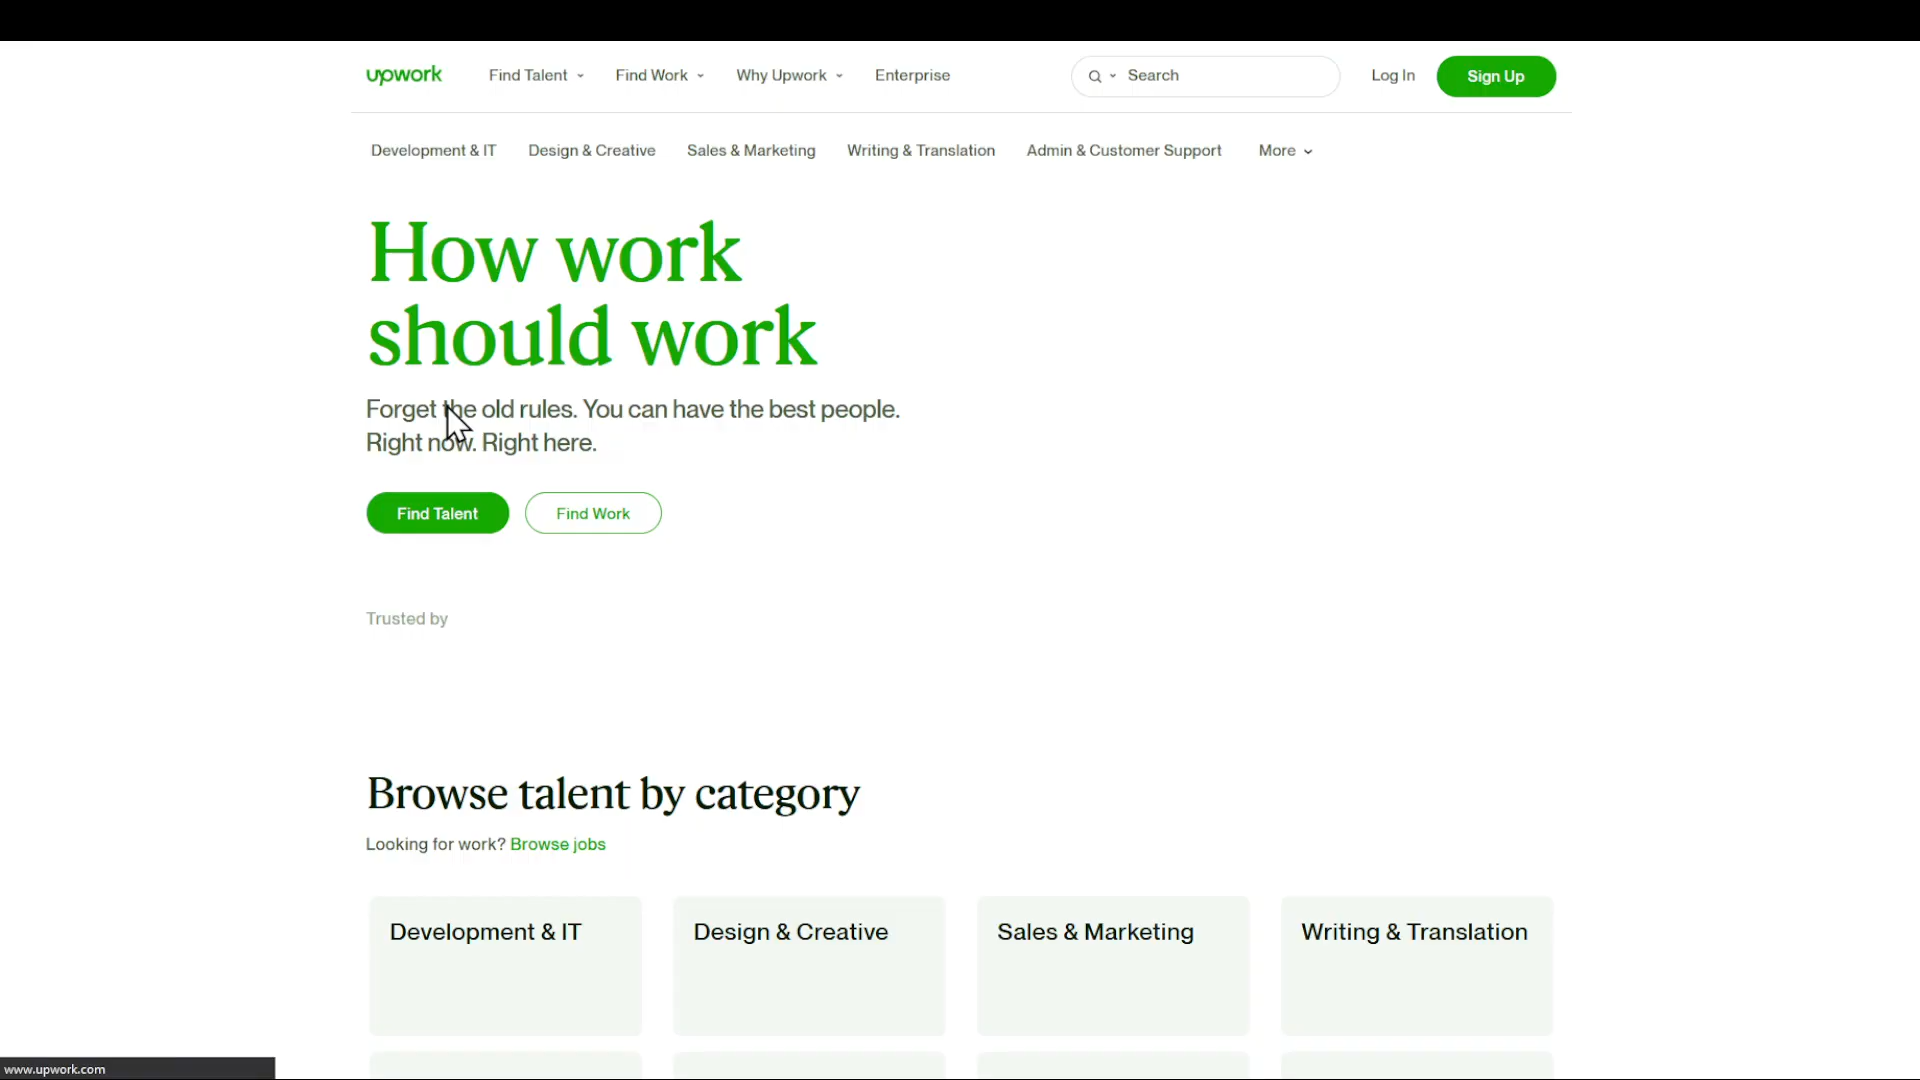 upwork
Find Talent
Find Work
Why Upwork
Enterprise
Search
Log In
Sign Up
Development & IT
Design & Creative
Sales & Marketing
Writing & Translation
Admin & Customer Support
More
How work
should work
Forget the old rules. You can have the best people.
Right now. Right here.
Find Talent
Find Work
Trusted by
Browse talent by category
Looking for work? Browse jobs
Development & IT
Design & Creative
Sales & Marketing
Writing & Translation
www.upwork.com